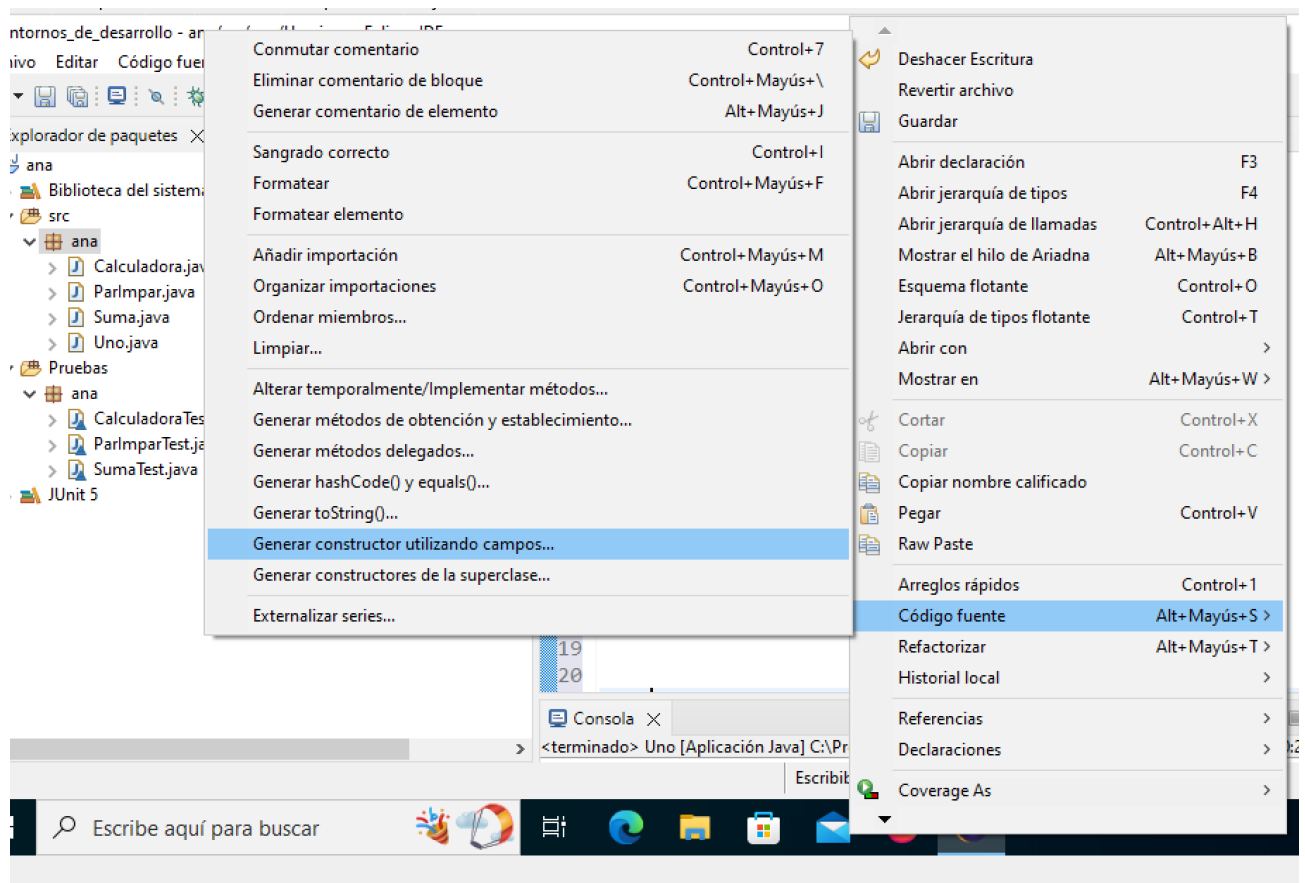 ntornos_de_desarrollo - an
ivo Editar Código fuen
xplorador de paquetes
ana
Biblioteca del sistema
src
ana
Calculadora.jav
ParImpar.java
Suma.java
Uno.java
Pruebas
ana
CalculadoraTes
ParImparTest.ja
SumaTest.java
JUnit 5
Conmutar comentario Control+7
Eliminar comentario de bloque Control+Mayús+\
Generar comentario de elemento Alt+Mayús+J
Sangrado correcto Control+I
Formatear Control+Mayús+F
Formatear elemento
Añadir importación Control+Mayús+M
Organizar importaciones Control+Mayús+O
Ordenar miembros...
Limpiar...
Alterar temporalmente/Implementar métodos...
Generar métodos de obtención y establecimiento...
Generar métodos delegados...
Generar hashCode() y equals()...
Generar toString()...
Generar constructor utilizando campos...
Generar constructores de la superclase...
Externalizar series...
Deshacer Escritura
Revertir archivo
Guardar
Abrir declaración F3
Abrir jerarquía de tipos F4
Abrir jerarquía de llamadas Control+Alt+H
Mostrar el hilo de Ariadna Alt+Mayús+B
Esquema flotante Control+O
Jerarquía de tipos flotante Control+T
Abrir con >
Mostrar en Alt+Mayús+W >
Cortar Control+X
Copiar Control+C
Copiar nombre calificado
Pegar Control+V
Raw Paste
Arreglos rápidos Control+1
Código fuente Alt+Mayús+S >
Refactorizar Alt+Mayús+T >
Historial local >
Referencias >
Declaraciones >
Coverage As >
19
20
Consola
<terminado> Uno [Aplicación Java] C:\Pr
Escribib
Escribe aquí para buscar